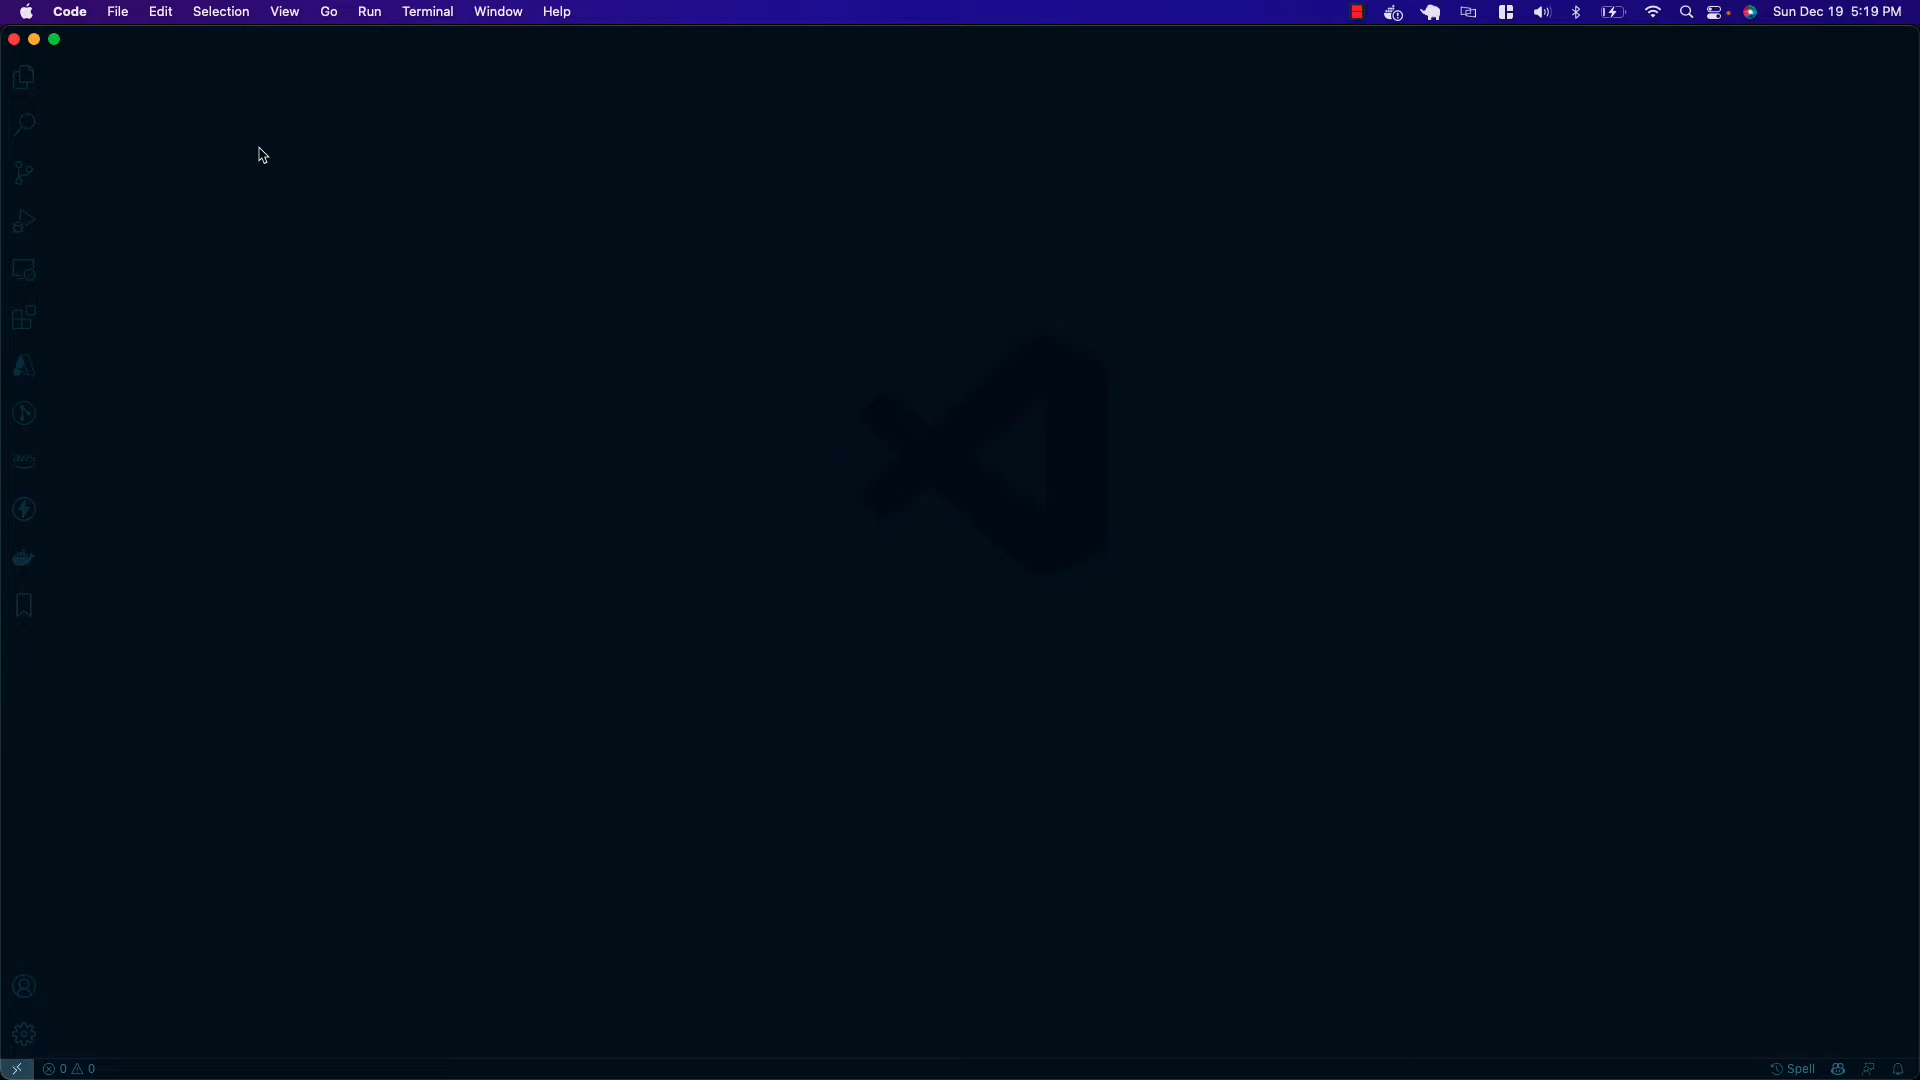 Code File Edit Selection View Go Run Terminal Window Help Sun Dec 19 5:19 PM
aws
0 0 Spell